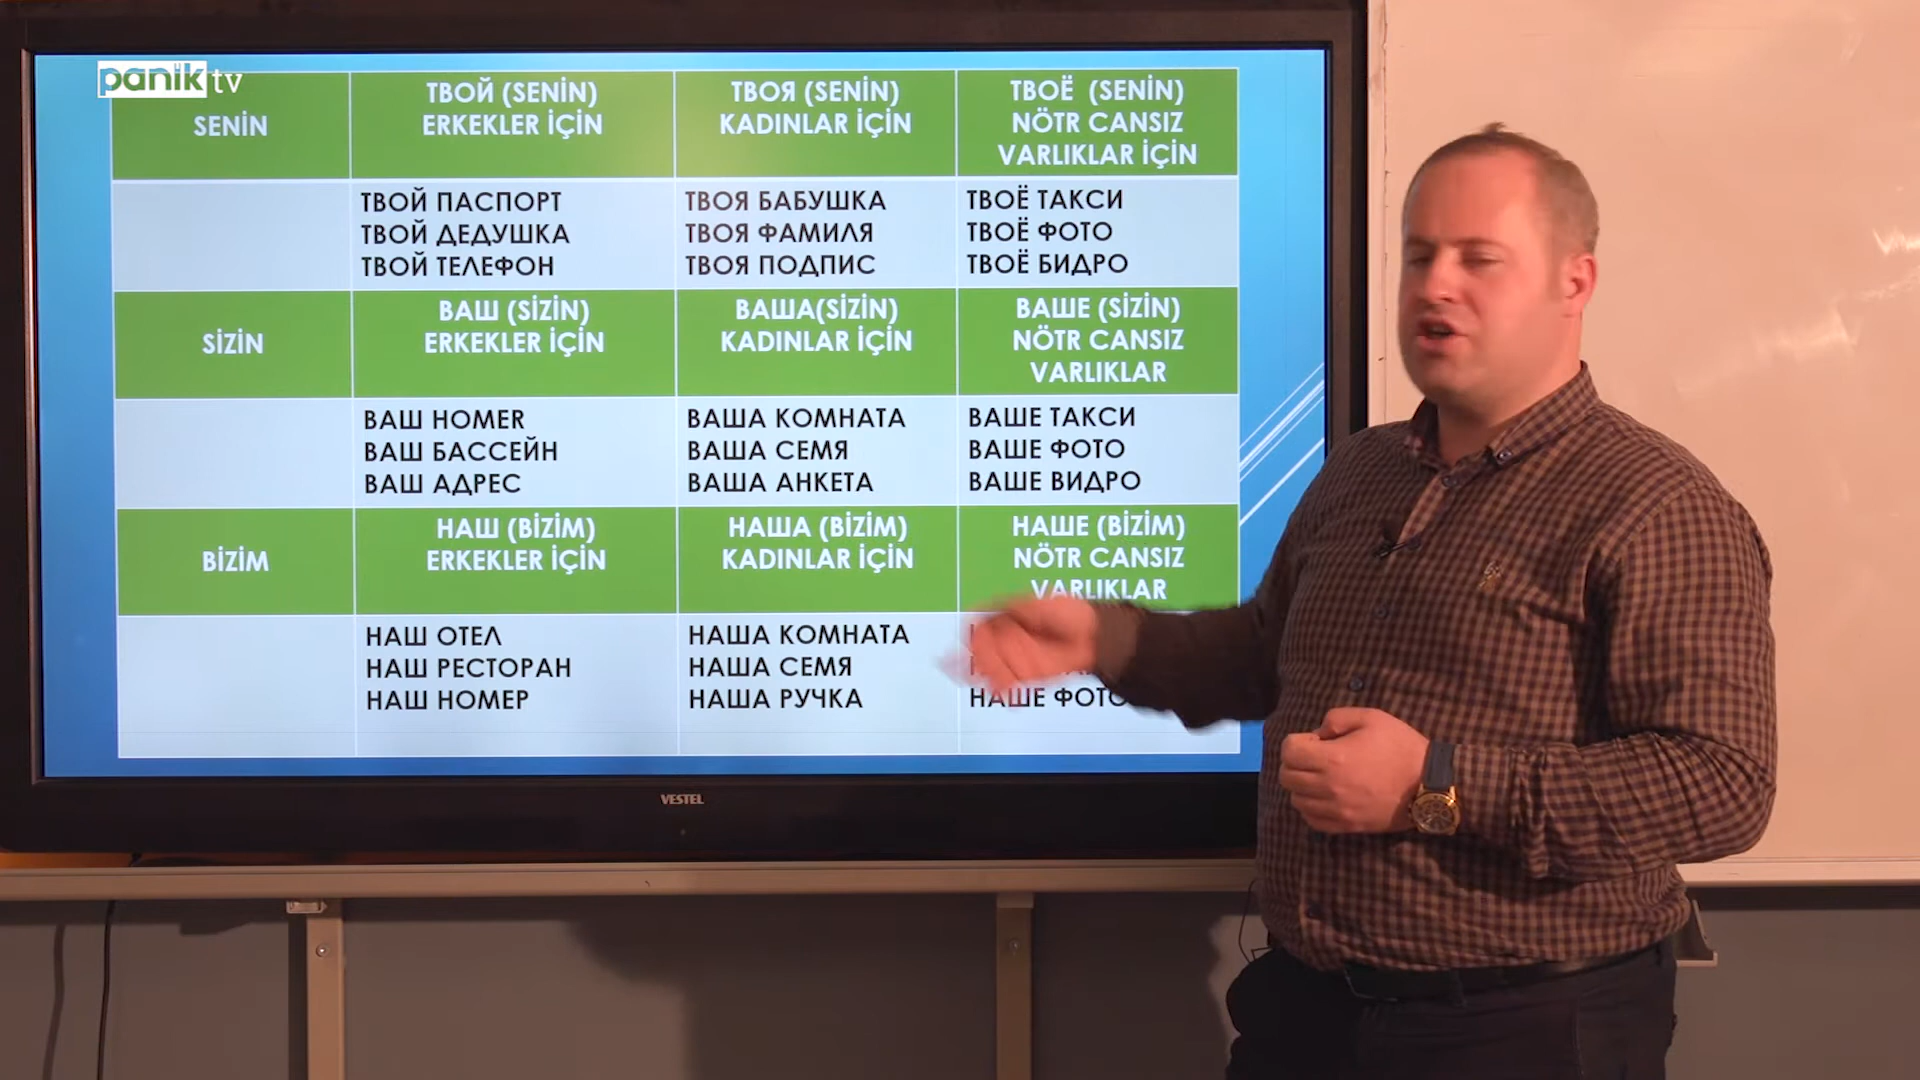 panik tv
SENİN
ТВОЙ (SENİN)
ERKEKLER İÇİN
ТВОЯ (SENİN)
KADINLAR İÇİN
ТВОЁ (SENİN)
NÖTR CANSIZ
VARLIKLAR İÇİN
ТВОЙ ПАСПОРТ
ТВОЙ ДЕДУШКА
ТВОЙ ТЕЛЕФОН
ТВОЯ БАБУШКА
ТВОЯ ФАМИЛЯ
ТВОЯ ПОДПИС
ТВОЁ ТАКСИ
ТВОЁ ФОТО
ТВОЁ БИДРО
SİZİN
ВАШ (SİZİN)
ERKEKLER İÇİN
ВАША(SİZİN)
KADINLAR İÇİN
ВАШЕ (SİZİN)
NÖTR CANSIZ
VARLIKLAR
ВАШ HOMER
ВАШ БАССЕЙН
ВАШ АДРЕС
ВАША КОМНАТА
ВАША СЕМЯ
ВАША АНКЕТА
ВАШЕ ТАКСИ
ВАШЕ ФОТО
ВАШЕ ВИДРО
BİZİM
НАШ (BİZİM)
ERKEKLER İÇİN
НАША (BİZİM)
KADINLAR İÇİN
НАШЕ (BİZİM)
NÖTR CANSIZ
VARLIKLAR
НАШ ОТЕЛ
НАШ РЕСТОРАН
НАШ НОМЕР
НАША КОМНАТА
НАША СЕМЯ
НАША РУЧКА
НАШЕ ФОТО
VESTEL